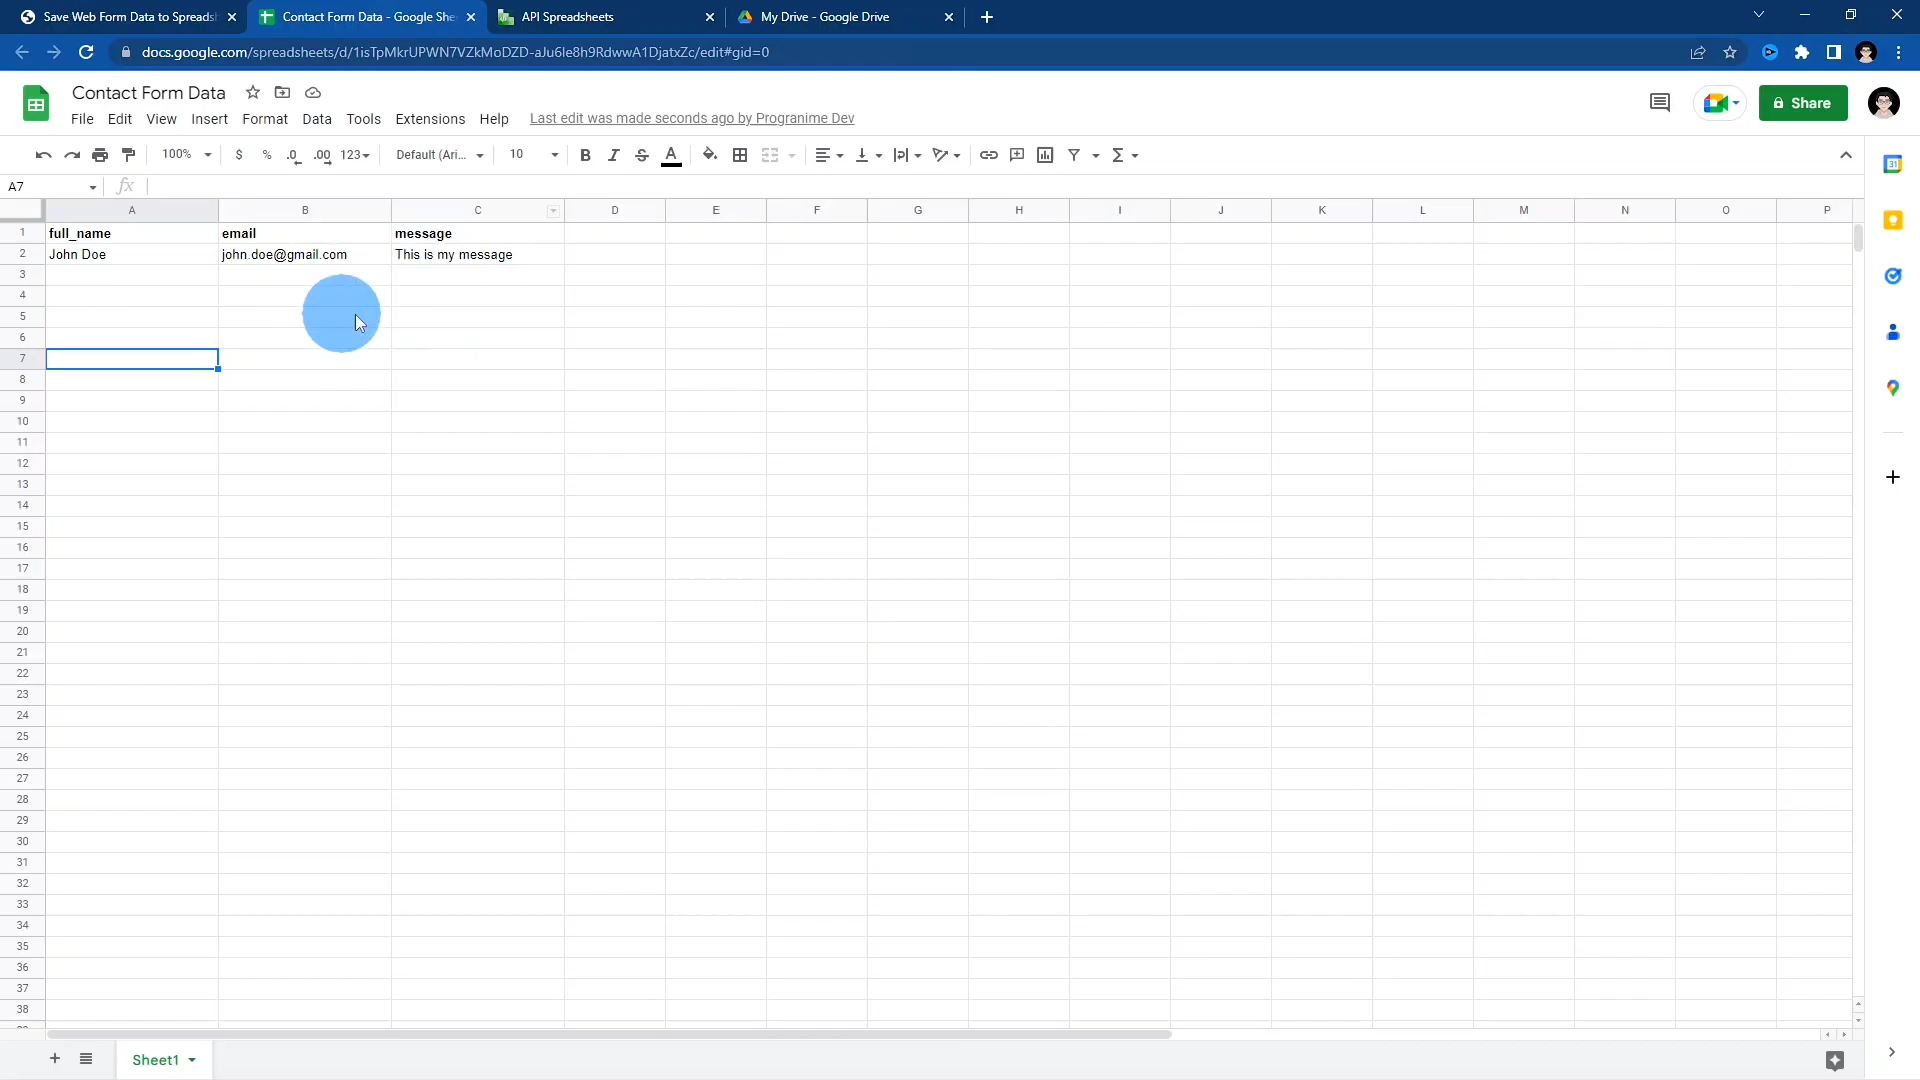 Save Web Form Data to Spreads
Contact Form Data - Google She
API Spreadsheets
My Drive - Google Drive
docs.google.com/spreadsheets/d/1isTpMkrUPWN7VZkMoDZD-aJu6le8h9RdwwA1DjatxZc/edit#gid=0
Contact Form Data
File Edit View Insert Format Data Tools Extensions Help Last edit was made seconds ago by Progranime Dev
Share
100% $ % .0 .00 123 Default (Ari... 10 B I S A
31
A7 fx
A B C D E F G H I J K L M N O P
1 full_name email message
2 John Doe john.doe@gmail.com This is my message
3
4
5
6
7
8
9
10
11
12
13
14
15
16
17
18
19
20
21
22
23
24
25
26
27
28
29
30
31
32
33
34
35
36
37
38
Sheet1